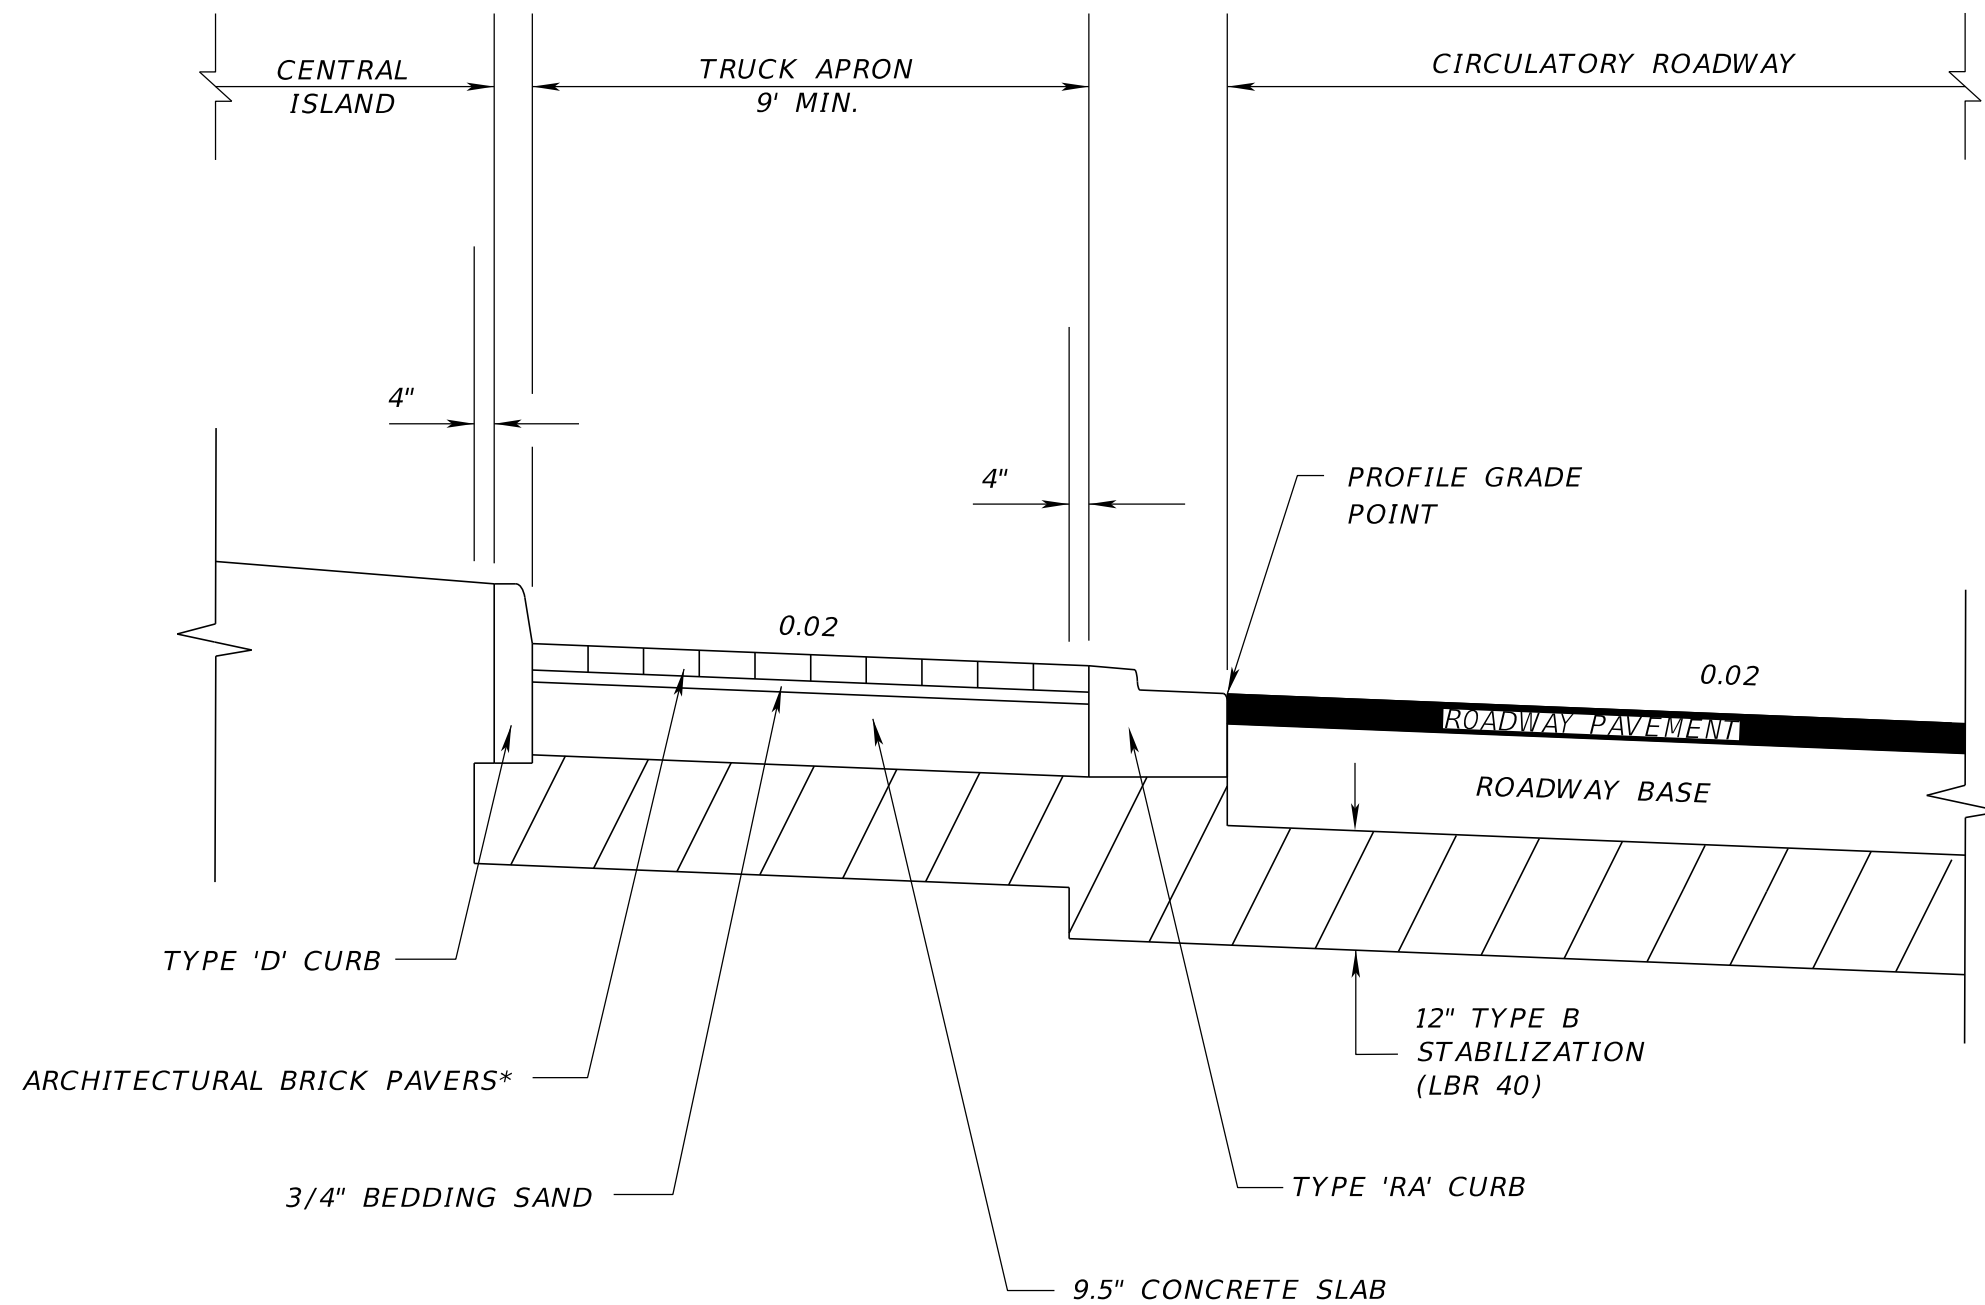 CENTRAL
ISLAND
TRUCK APRON
9' MIN.
CIRCULATORY ROADWAY
4"
4"
PROFILE GRADE
POINT
0.02
0.02
ROADWAY PAVEMENT
ROADWAY BASE
TYPE 'D' CURB
12" TYPE B
STABILIZATION
(LBR 40)
ARCHITECTURAL BRICK PAVERS*
3/4" BEDDING SAND
TYPE 'RA' CURB
9.5" CONCRETE SLAB